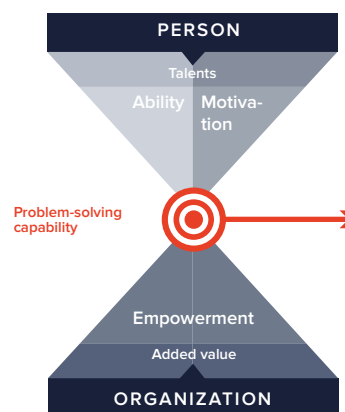 PERSON
Talents
Ability
Motiva-
tion
Problem-solving
capability
Empowerment
Added value
ORGANIZATION